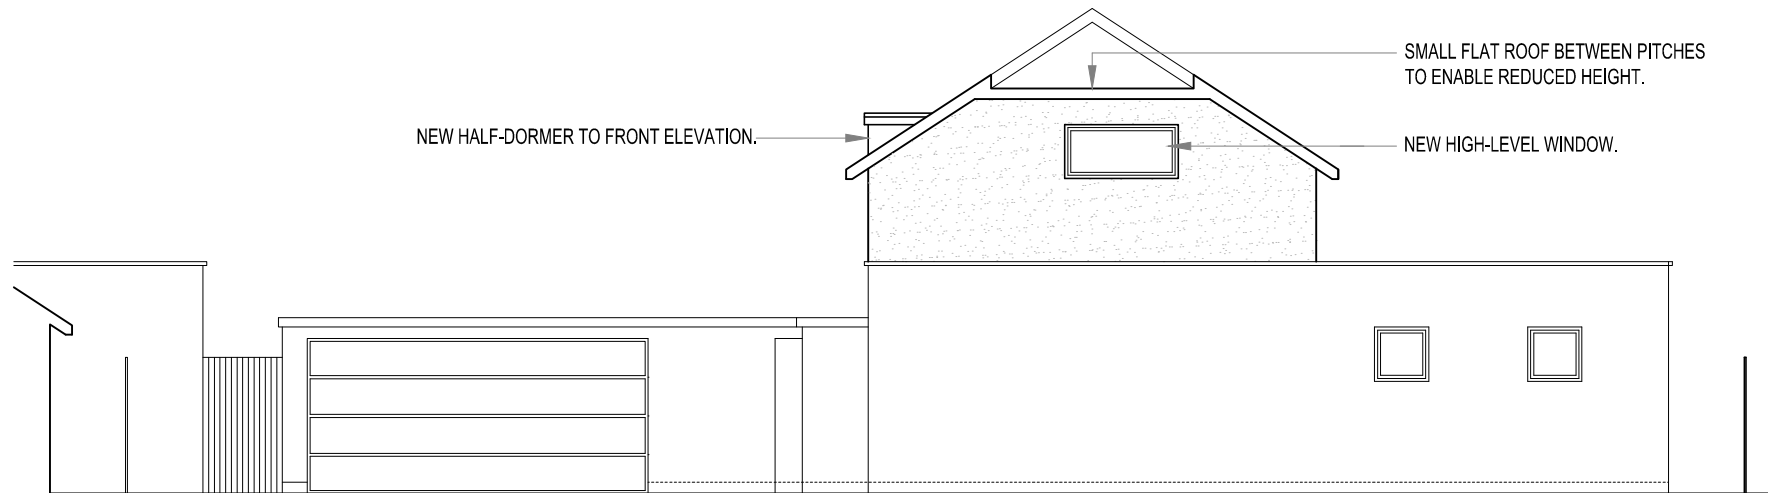 SMALL FLAT ROOF BETWEEN PITCHES
TO ENABLE REDUCED HEIGHT.
NEW HALF-DORMER TO FRONT ELEVATION.
NEW HIGH-LEVEL WINDOW.